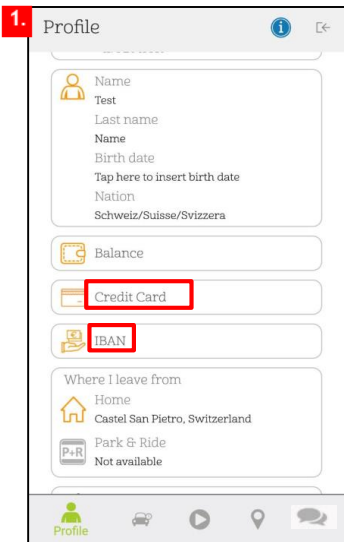 1.
Profile
Name
Test
Last name
Name
Birth date
Tap here to insert birth date
Nation
Schweiz/Suisse/Svizzera
Balance
Credit Card
IBAN
Where I leave from
Home
Castel San Pietro, Switzerland
P+R
Park & Ride
Not available
Profile